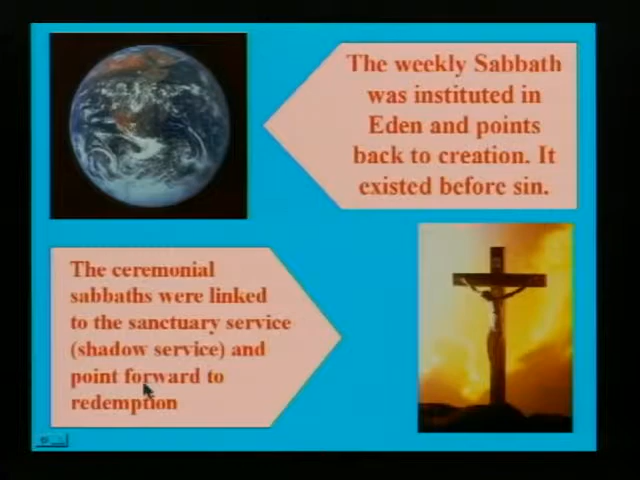 The weekly Sabbath
was instituted in
Eden and points
back to creation. It
existed before sin.
The ceremonial
sabbaths were linked
to the sanctuary service
(shadow service) and
point forward to
redemption